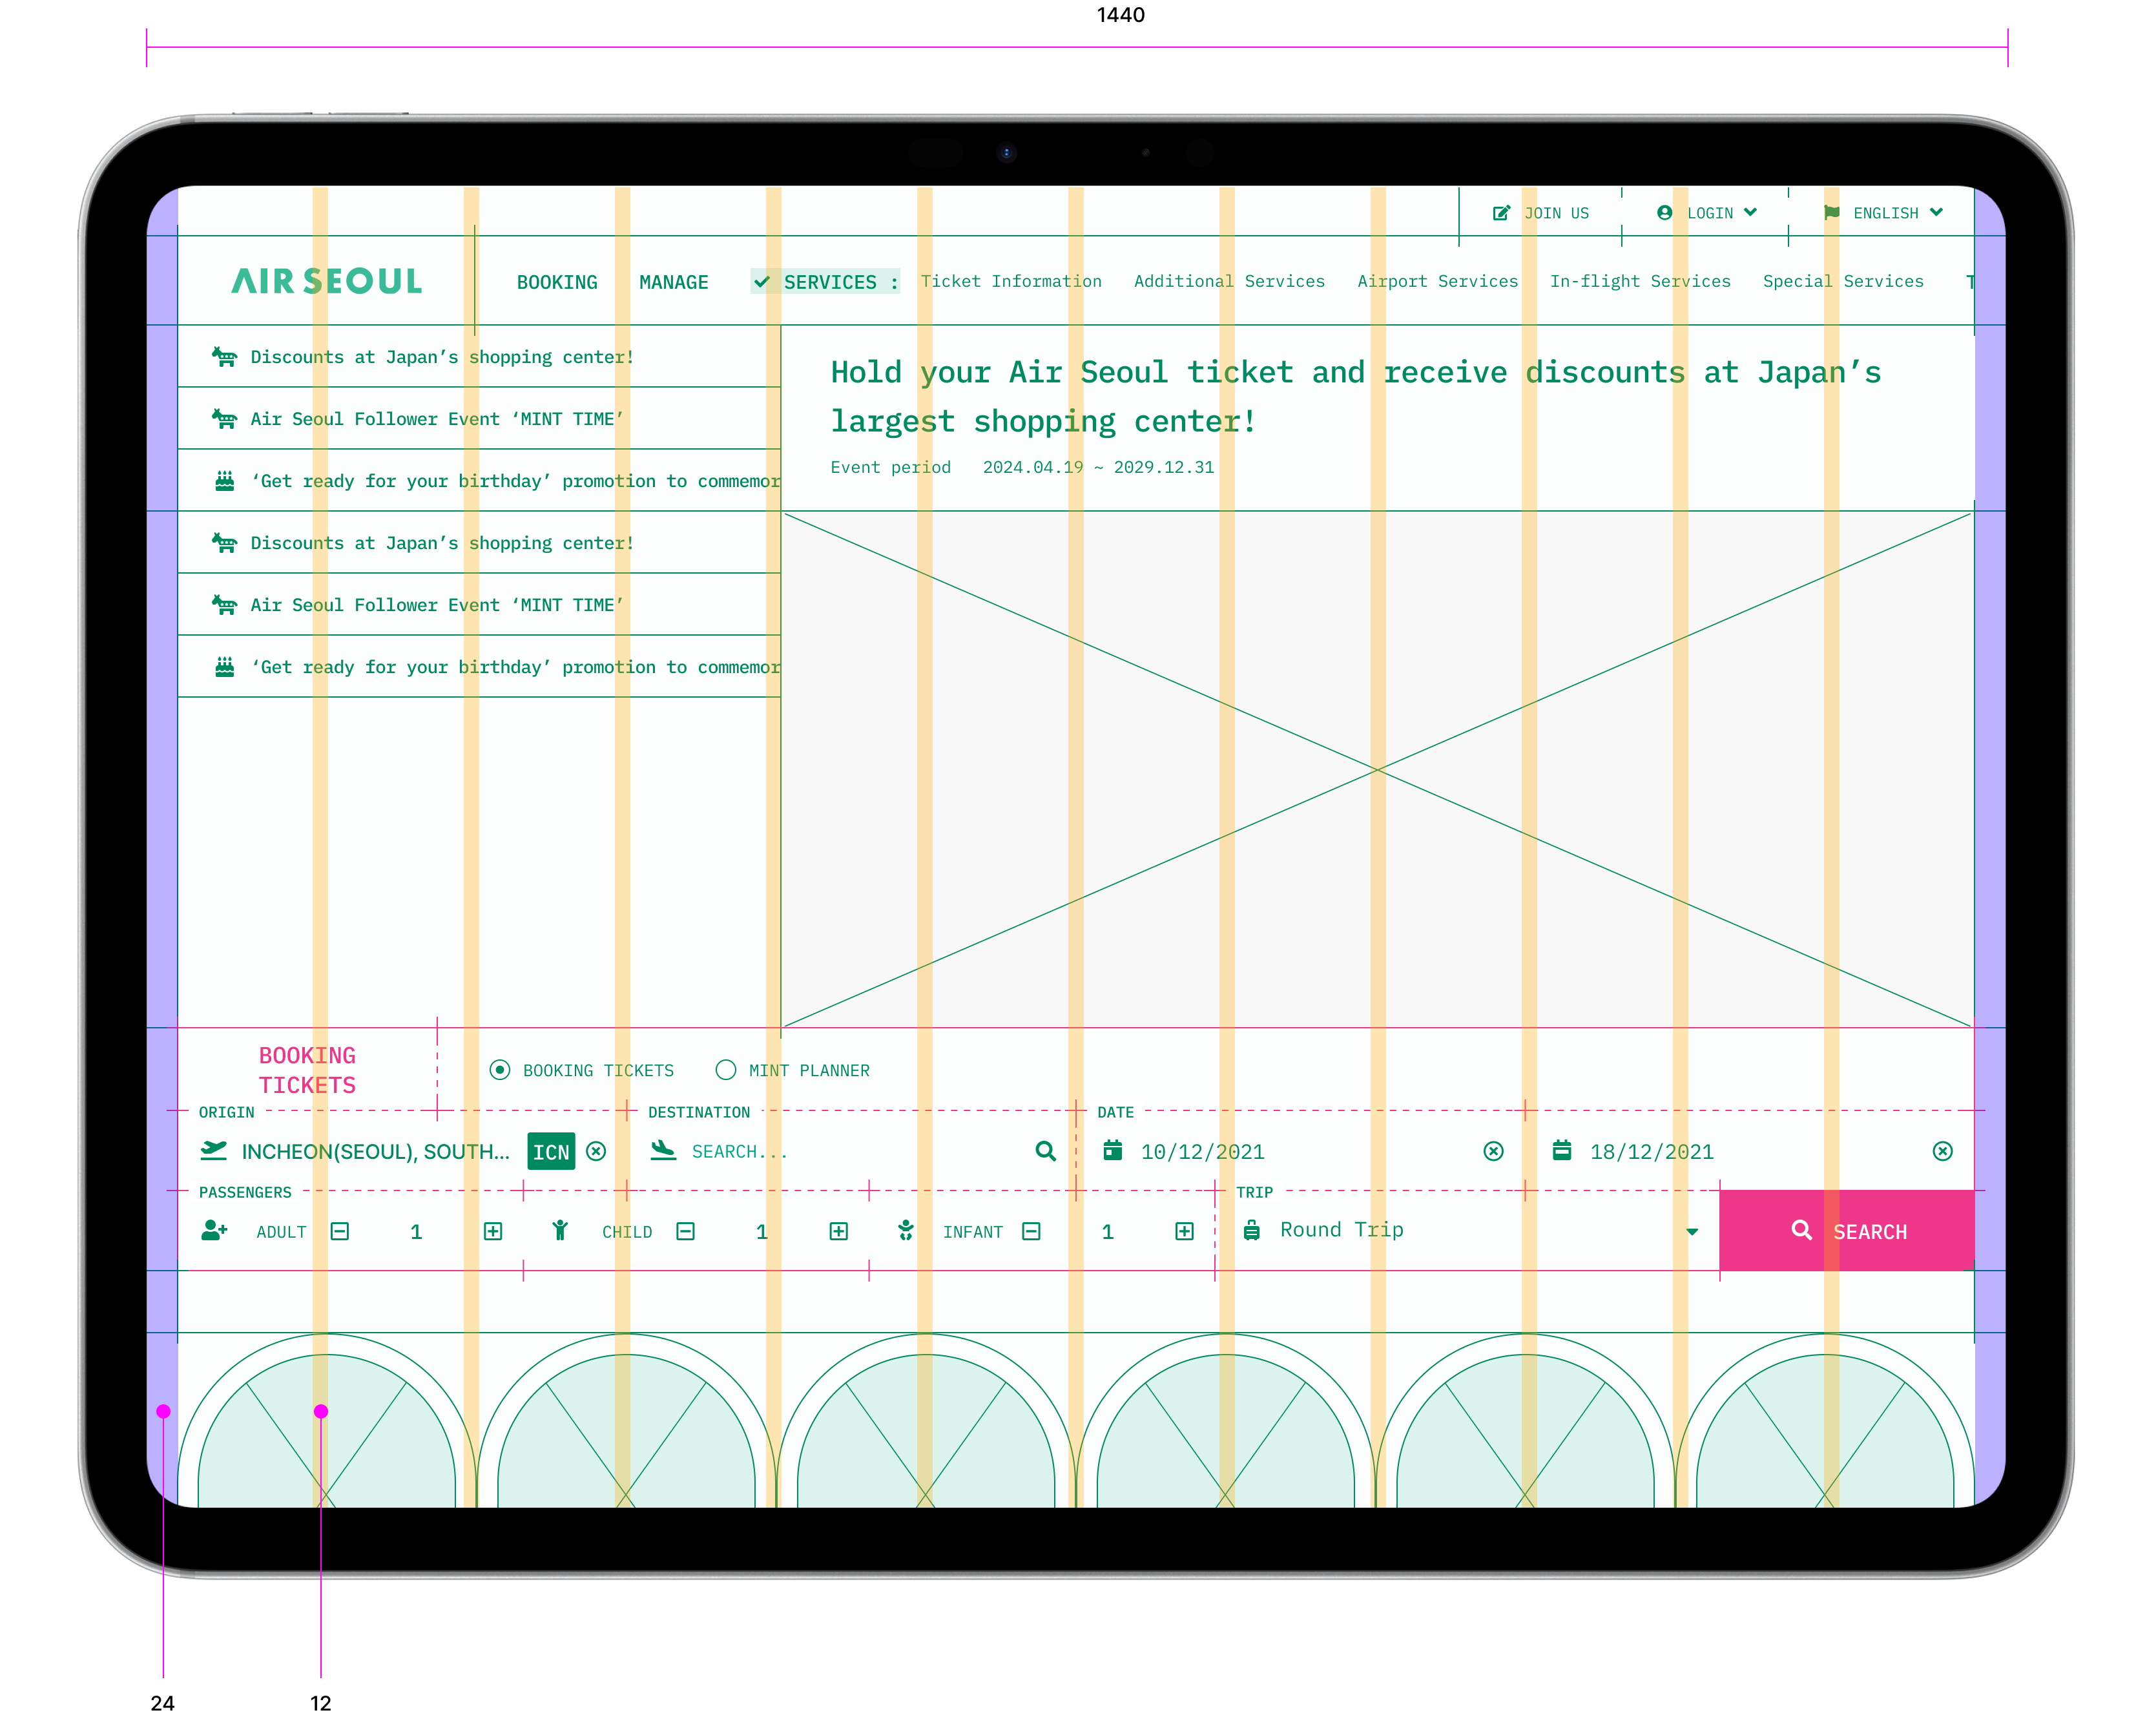 1440
JOIN US LOGIN ENGLISH
AIR SEOUL BOOKING MANAGE SERVICES : Ticket Information Additional Services Airport Services In-flight Services Special Services T
Discounts at Japan’s shopping center!
Air Seoul Follower Event ‘MINT TIME’
‘Get ready for your birthday’ promotion to commemor
Discounts at Japan’s shopping center!
Air Seoul Follower Event ‘MINT TIME’
‘Get ready for your birthday’ promotion to commemor
Hold your Air Seoul ticket and receive discounts at Japan’s
largest shopping center!
Event period 2024.04.19 ~ 2029.12.31
BOOKING
TICKETS
BOOKING TICKETS MINT PLANNER
ORIGIN DESTINATION DATE
INCHEON(SEOUL), SOUTH... ICN SEARCH... 10/12/2021 18/12/2021
PASSENGERS TRIP
ADULT 1 CHILD 1 INFANT 1 Round Trip SEARCH
24 12